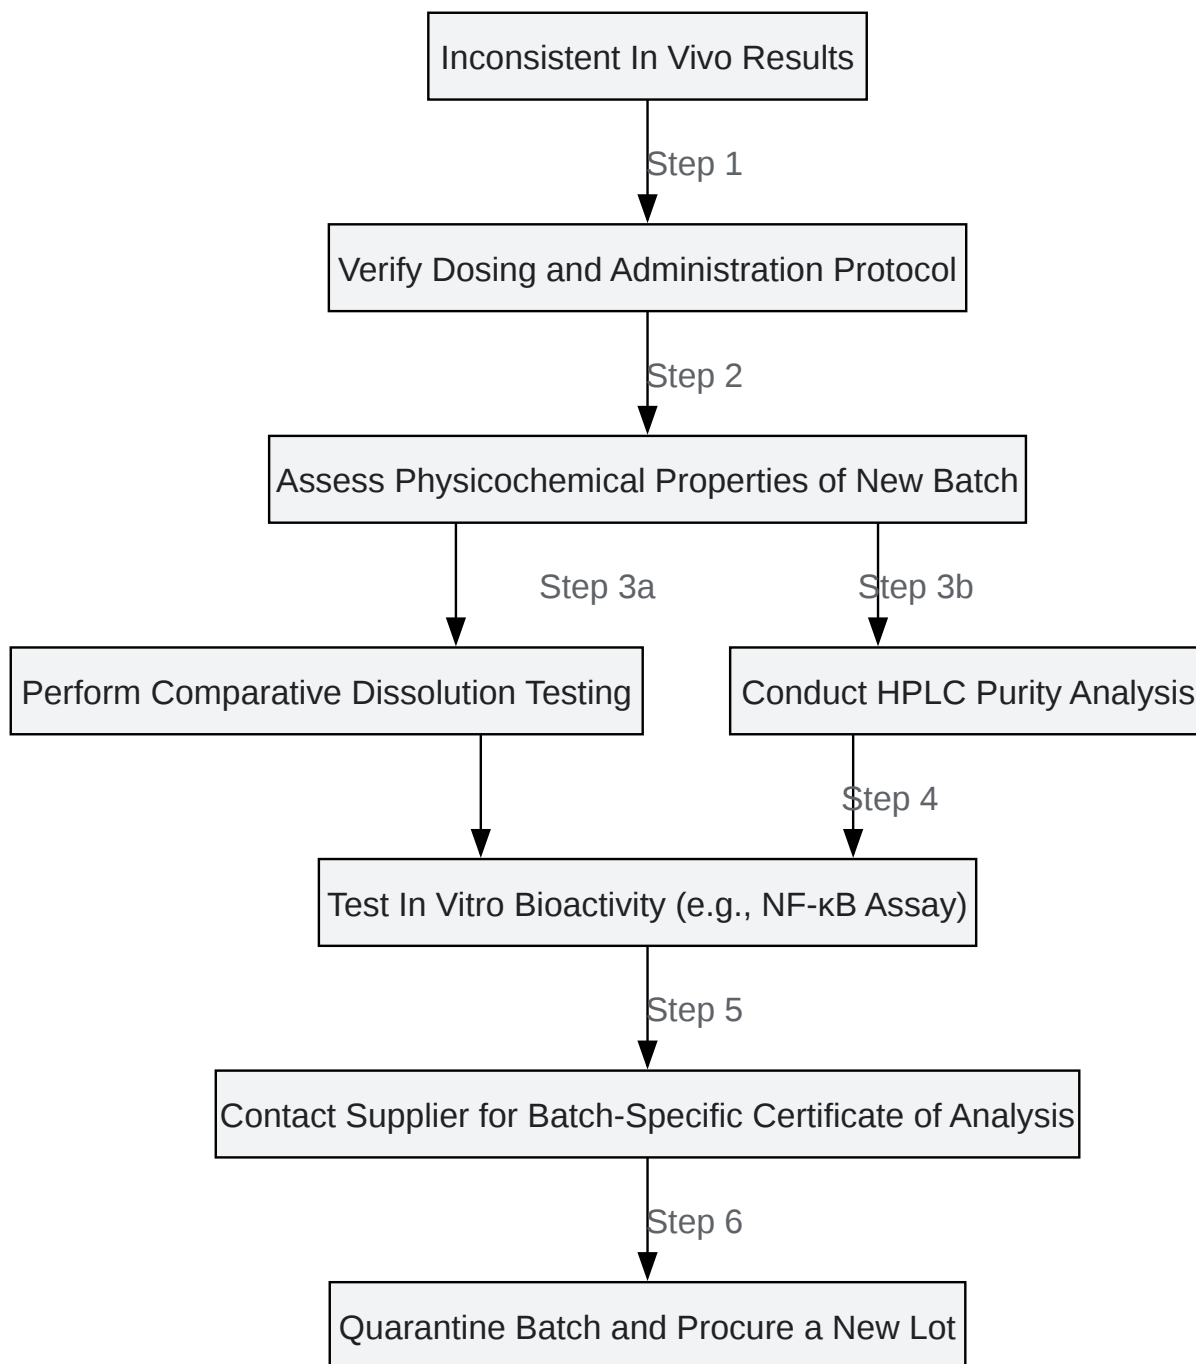 Inconsistent In Vivo Results
Step 1
Verify Dosing and Administration Protocol
Step 2
Assess Physicochemical Properties of New Batch
Step 3a
Step 3b
Perform Comparative Dissolution Testing
Conduct HPLC Purity Analysis
Step 4
Test In Vitro Bioactivity (e.g., NF-κB Assay)
Step 5
Contact Supplier for Batch-Specific Certificate of Analysis
Step 6
Quarantine Batch and Procure a New Lot